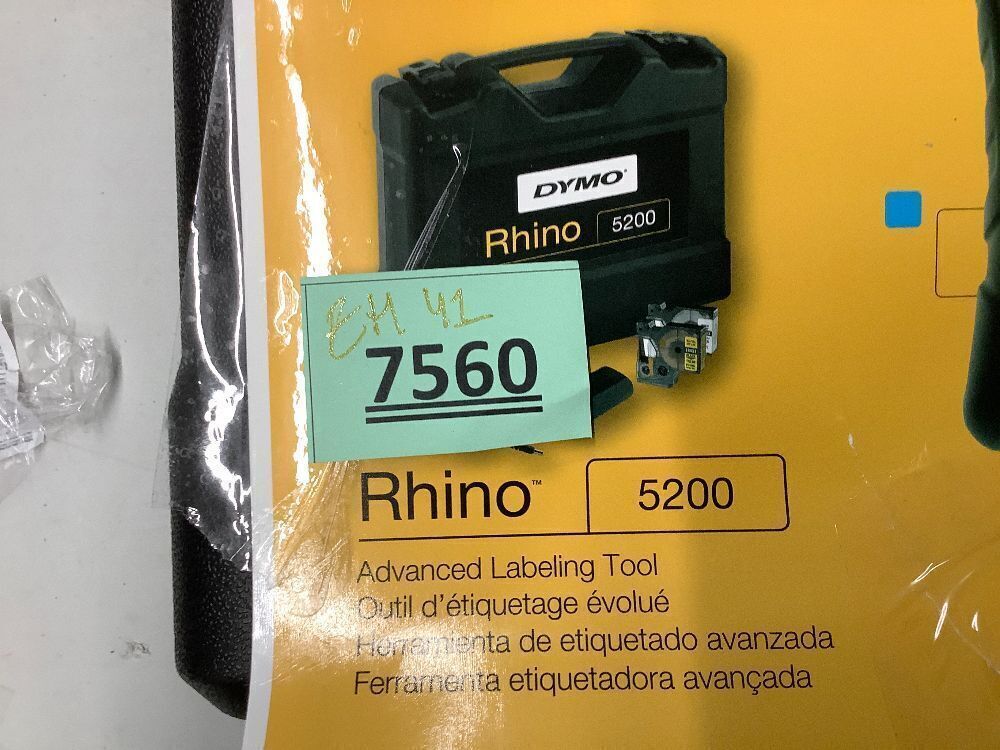 DYMO
Rhino 5200
EH 41
7560
Rhino™ 5200
Advanced Labeling Tool
Outil d'étiquetage évolué
Herramienta de etiquetado avanzada
Ferramenta etiquetadora avançada